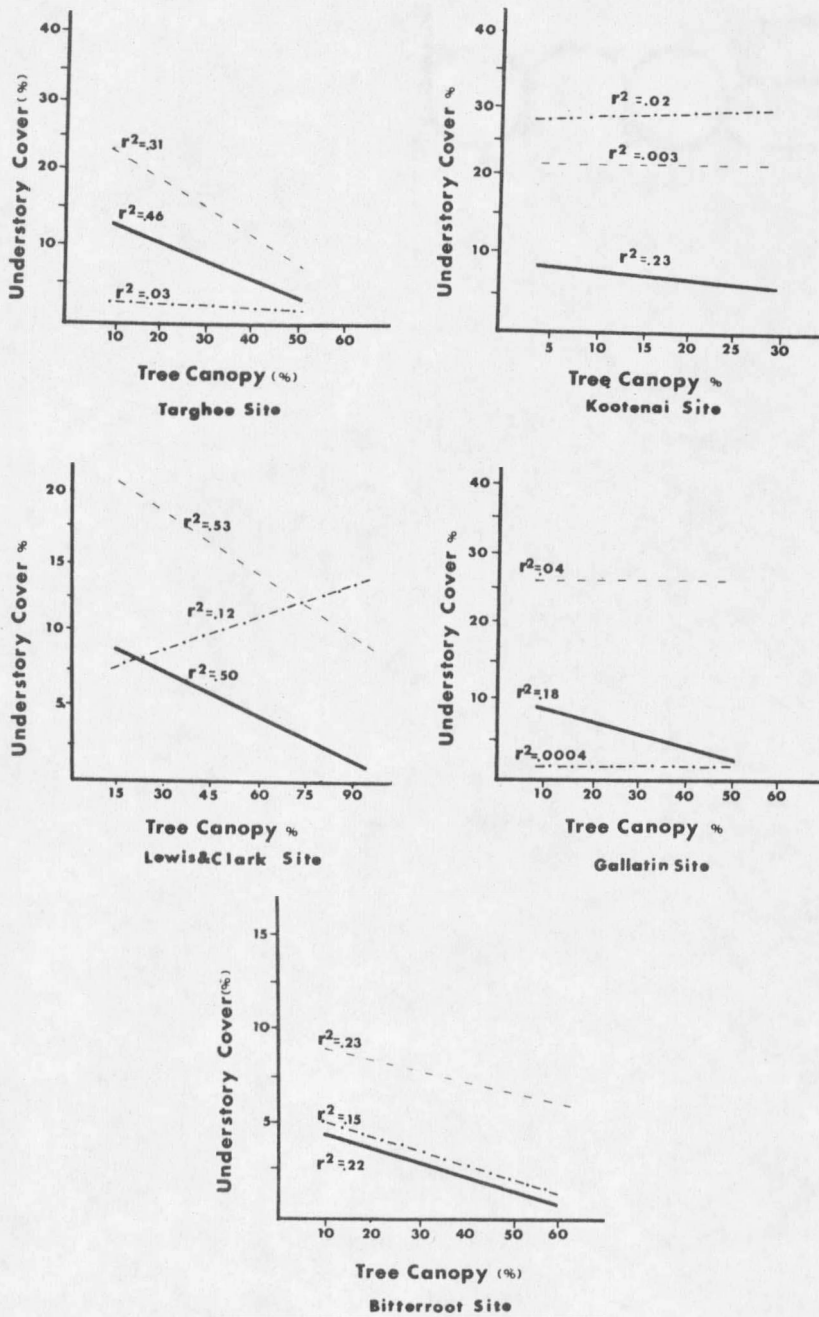 Understory Cover (%)
40
30
20
10
r²=.31
r²=.46
r²=.03
10 20 30 40 50 60
Tree Canopy (%)
Targhee Site
Understory Cover %
40
30
20
10
r²=.02
r²=.003
r²=.23
5 10 15 20 25 30
Tree Canopy %
Kootenai Site
Understory Cover %
20
15
10
5
r²=.53
r²=.12
r²=.50
15 30 45 60 75 90
Tree Canopy %
Lewis&Clark Site
Understory Cover %
40
30
20
10
r²=.04
r²=.18
r²=.0004
10 20 30 40 50 60
Tree Canopy %
Gallatin Site
Understory Cover (%)
15
10
5
r²=.23
r²=.15
r²=.22
10 20 30 40 50 60
Tree Canopy (%)
Bitterroot Site